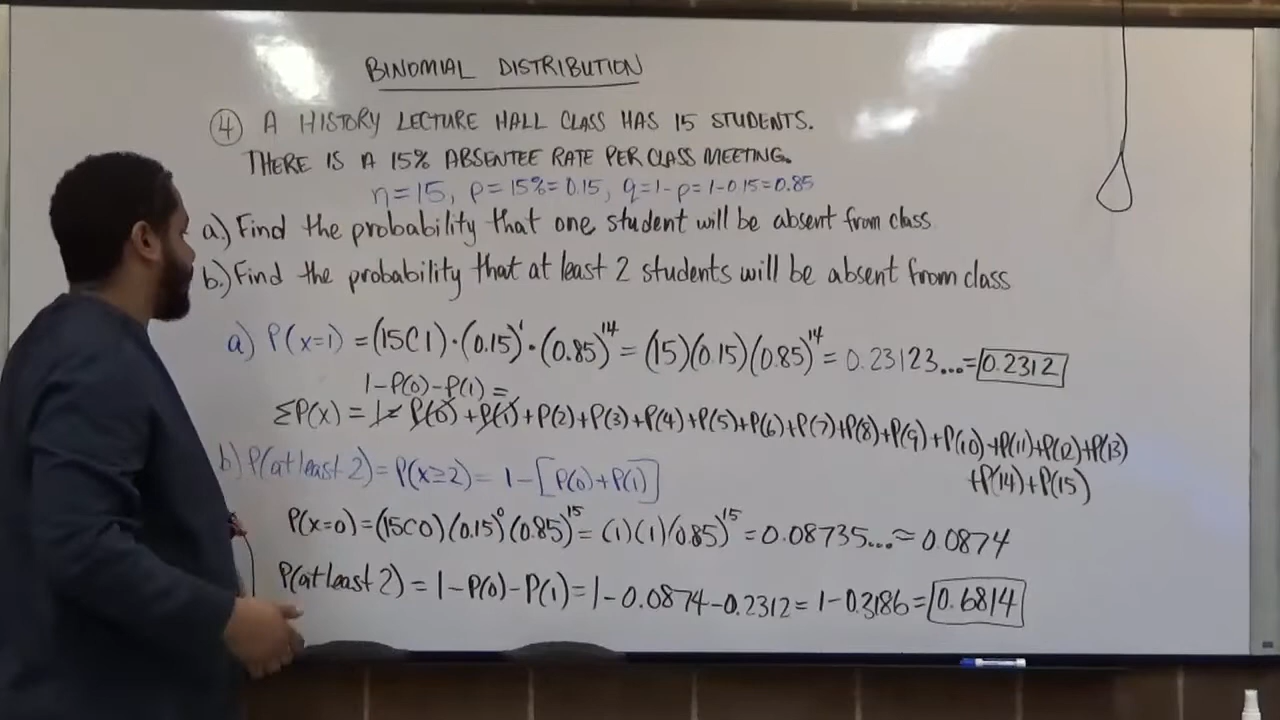 BINOMIAL DISTRIBUTION
④ A HISTORY LECTURE HALL CLASS HAS 15 STUDENTS.
THERE IS A 15% ABSENTEE RATE PER CLASS MEETING.
n=15, p=15%=0.15, q=1-p=1-0.15=0.85
a.) Find the probability that one student will be absent from class
b.) Find the probability that at least 2 students will be absent from class
a) P(x=1) = (15C1)·(0.15)¹·(0.85)¹⁴ = (15)(0.15)(0.85)¹⁴ = 0.23123...=0.2312
1-P(0)-P(1) =
ΣP(x) = 1= P(0)+P(1)+P(2)+P(3)+P(4)+P(5)+P(6)+P(7)+P(8)+P(9)+P(10)+P(11)+P(12)+P(13)
+P(14)+P(15)
b) P(at least 2) = P(x≥2) = 1-[P(0)+P(1)]
P(x=0) = (15C0)(0.15)⁰(0.85)¹⁵ = (1)(1)(0.85)¹⁵ = 0.08735...≈0.0874
P(at least 2) = 1-P(0)-P(1) = 1-0.0874-0.2312 = 1-0.3186 = 0.6814